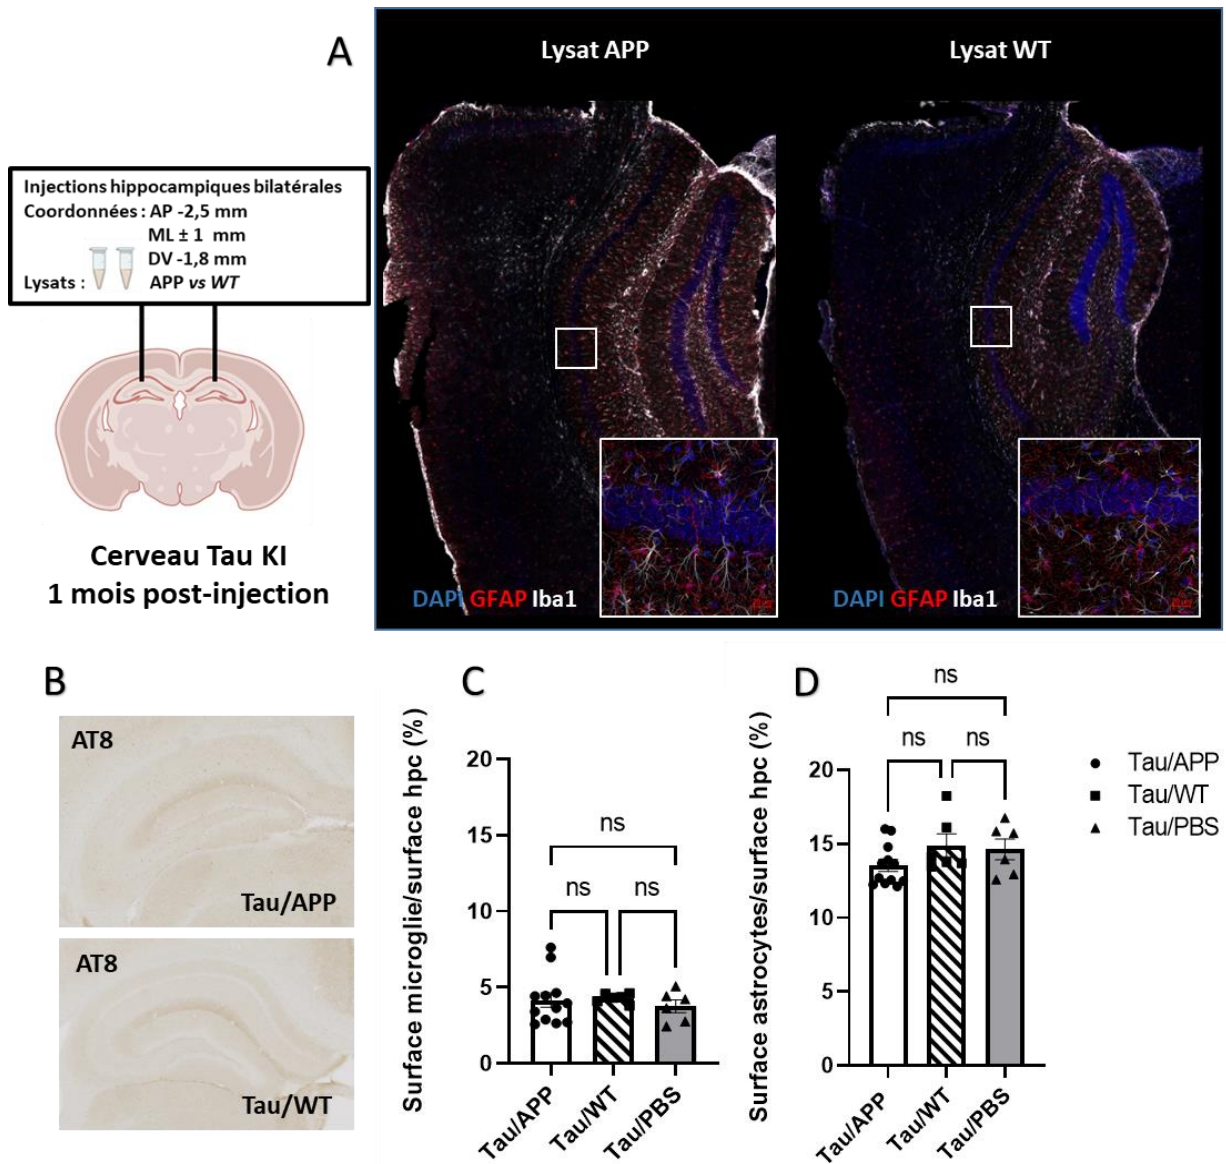 A
Lysat APP
Lysat WT
Injections hippocampiques bilatérales
Coordonnées : AP -2,5 mm
ML ± 1 mm
DV -1,8 mm
Lysats : APP vs WT
Cerveau Tau KI
1 mois post-injection
DAPI GFAP Iba1
DAPI GFAP Iba1
B
AT8
Tau/APP
AT8
Tau/WT
C
Surface microglie/surface hpc (%)
20
15
10
5
0
ns
ns
ns
Tau/APP
Tau/WT
Tau/PBS
D
Surface astrocytes/surface hpc (%)
20
15
10
5
0
ns
ns
ns
Tau/APP
Tau/WT
Tau/PBS
Tau/APP
Tau/WT
Tau/PBS